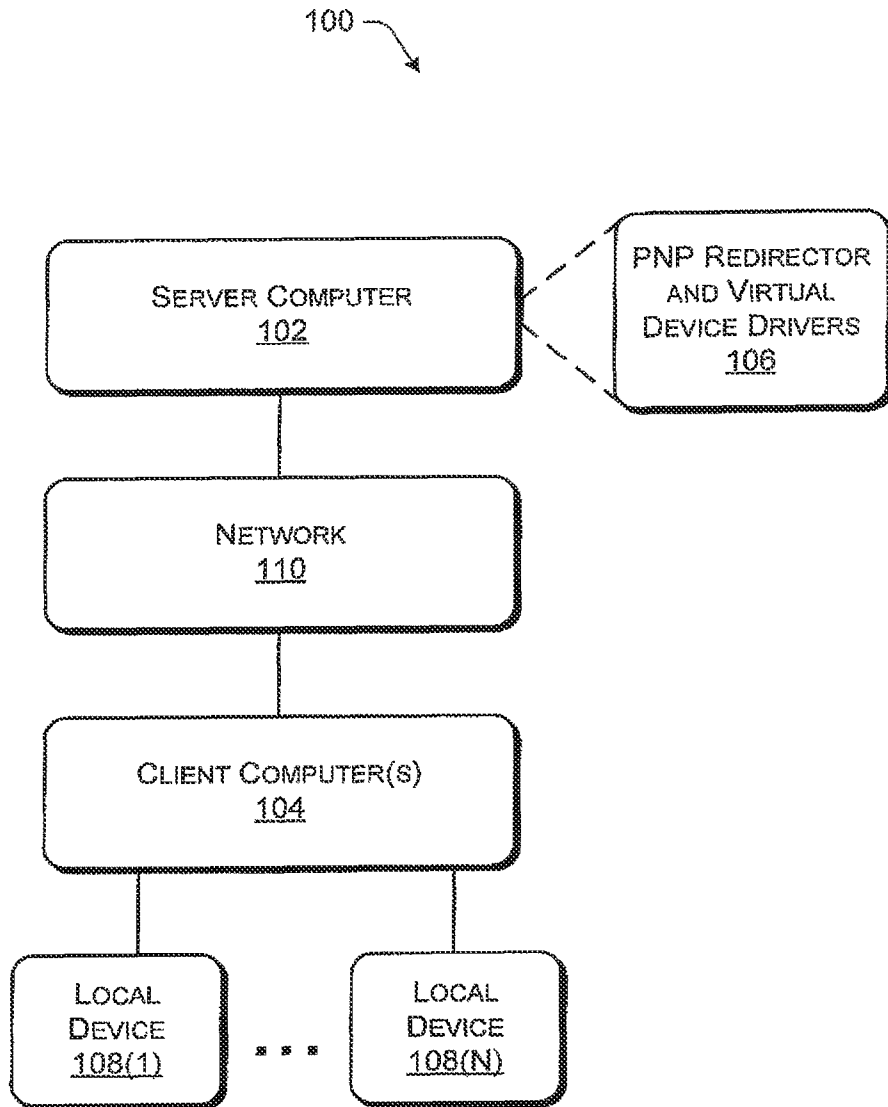 100
SERVER COMPUTER
102
PNP REDIRECTOR
AND VIRTUAL
DEVICE DRIVERS
106
NETWORK
110
CLIENT COMPUTER(S)
104
LOCAL
DEVICE
108(1)
...
LOCAL
DEVICE
108(N)